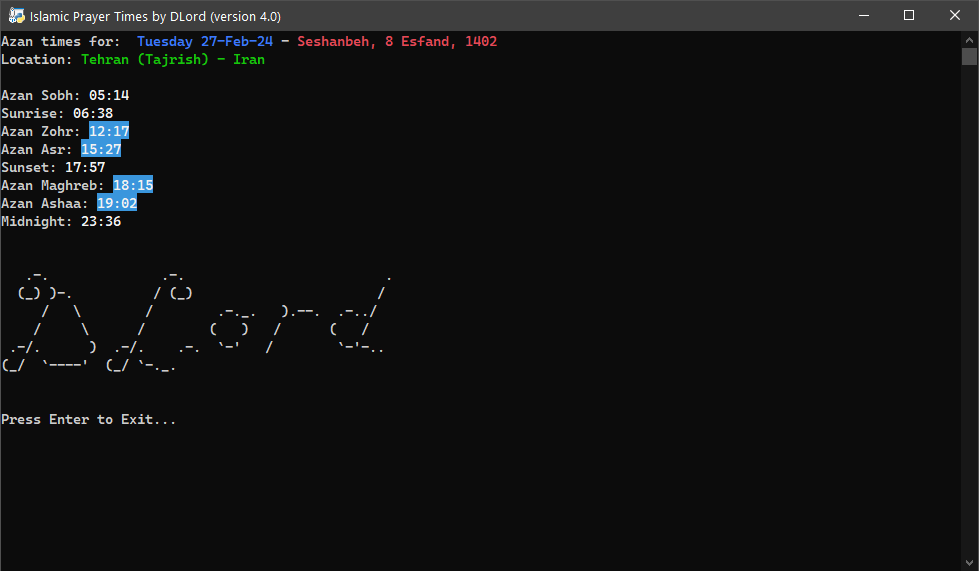 Islamic Prayer Times by DLord (version 4.0)
Azan times for:  Tuesday 27-Feb-24 - Seshanbeh, 8 Esfand, 1402
Location: Tehran (Tajrish) - Iran
Azan Sobh: 05:14
Sunrise: 06:38
Azan Zohr: 12:17
Azan Asr: 15:27
Sunset: 17:57
Azan Maghreb: 18:15
Azan Ashaa: 19:02
Midnight: 23:36
DLord
Press Enter to Exit...